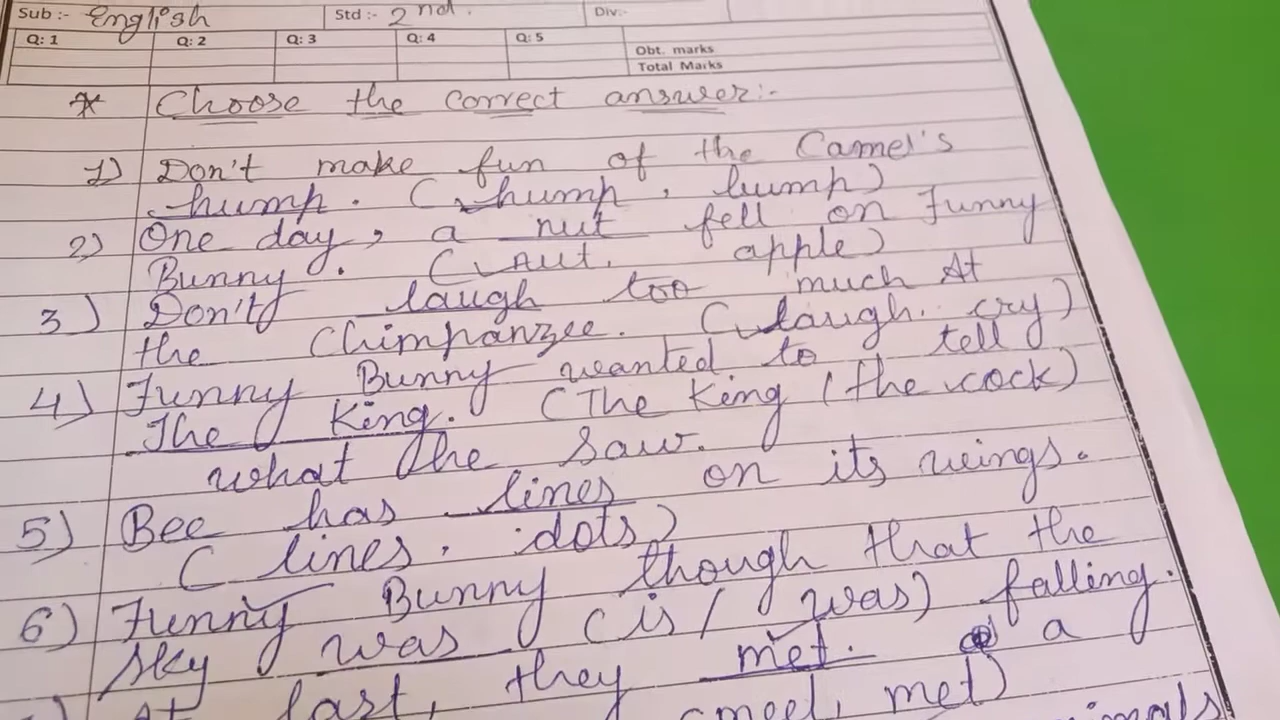 Sub :- English Std :- 2nd. Div:-
Q: 1 Q: 2 Q: 3 Q: 4 Q: 5 Obt. marks
Total Marks
* Choose the correct answer:-
1) Don't make fun of the Camel's
hump. ( hump, lump)
2) One day, a nut fell on Funny
Bunny. ( nut, apple)
3) Don't laugh too much At
the Chimpanzee. ( laugh, cry)
4) Funny Bunny wanted to tell
The King. (The King / the cock)
what he saw.
5) Bee has lines on its wings.
( lines, dots)
6) Funny Bunny though that the
sky was (is / was) falling.
At last, they met. a
met)